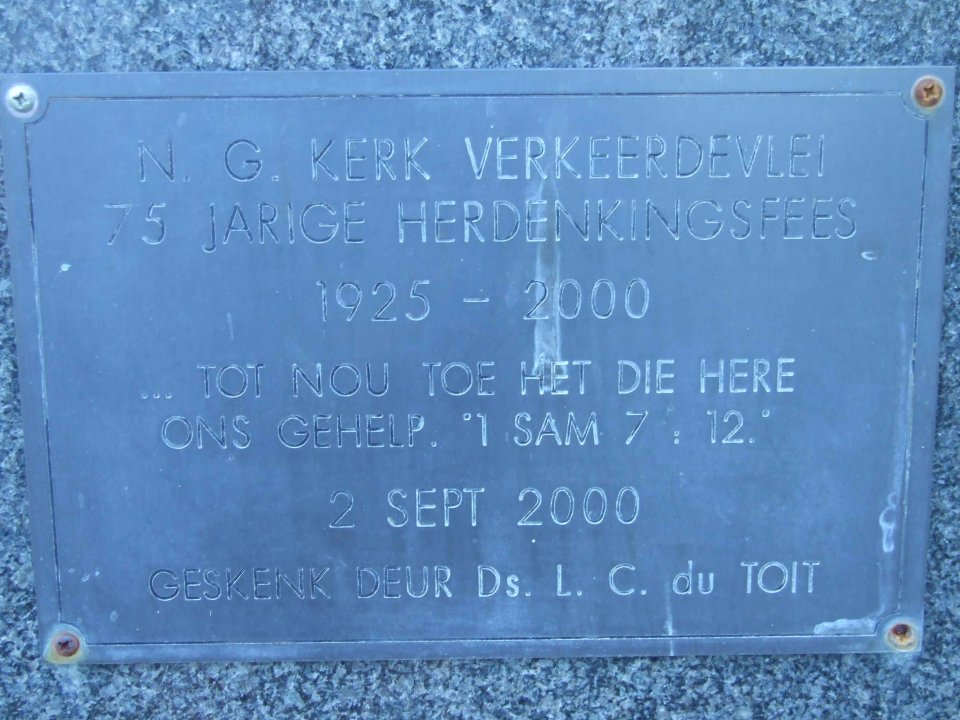 N. G. KERK VERKEERDEVLEI
75 JARIGE HERDENKINGSFEES
1925 - 2000
... TOT NOU TOE HET DIE HERE
ONS GEHELP. "1 SAM 7 : 12."
2 SEPT 2000
GESKENK DEUR Ds. L. C. du TOIT